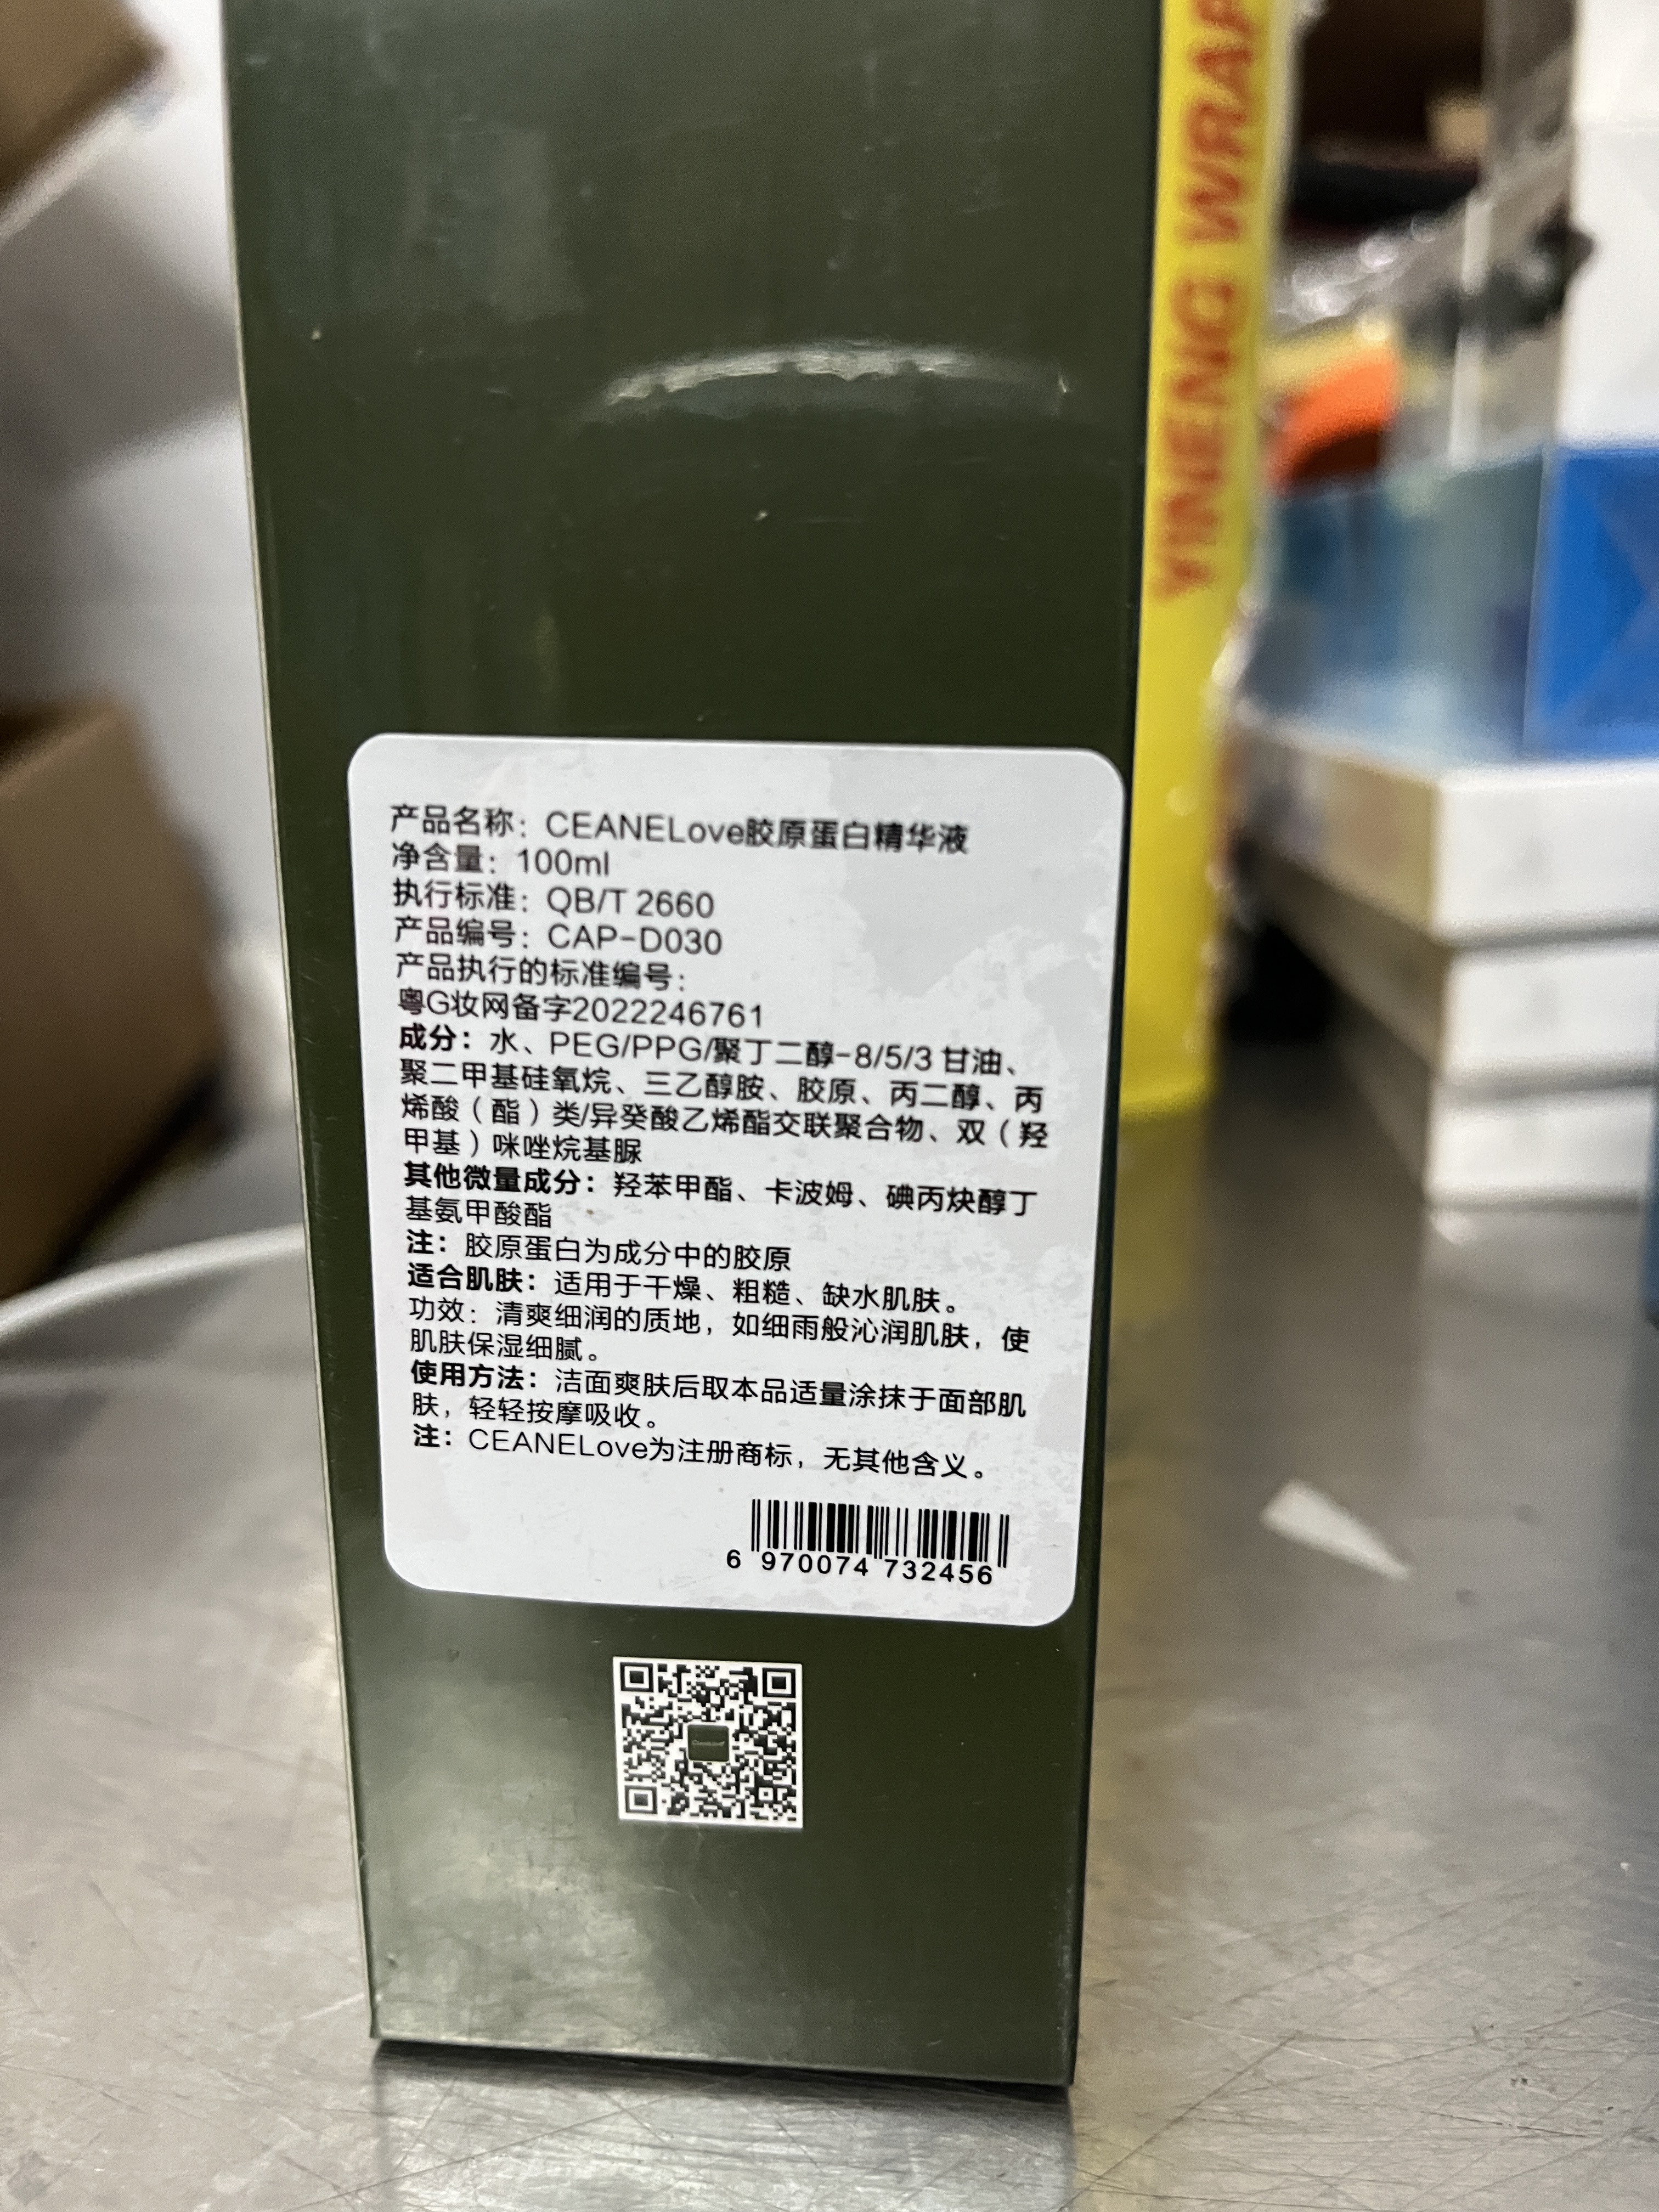 YINENG WRAP
产品名称：CEANELove胶原蛋白精华液
净含量：100ml
执行标准：QB/T 2660
产品编号：CAP-D030
产品执行的标准编号：
粤G妆网备字2022246761
成分：水、PEG/PPG/聚丁二醇-8/5/3 甘油、
聚二甲基硅氧烷、三乙醇胺、胶原、丙二醇、丙
烯酸（酯）类/异癸酸乙烯酯交联聚合物、双（羟
甲基）咪唑烷基脲
其他微量成分：羟苯甲酯、卡波姆、碘丙炔醇丁
基氨甲酸酯
注：胶原蛋白为成分中的胶原
适合肌肤：适用于干燥、粗糙、缺水肌肤。
功效：清爽细润的质地，如细雨般沁润肌肤，使
肌肤保湿细腻。
使用方法：洁面爽肤后取本品适量涂抹于面部肌
肤，轻轻按摩吸收。
注：CEANELove为注册商标，无其他含义。
6 970074 732456